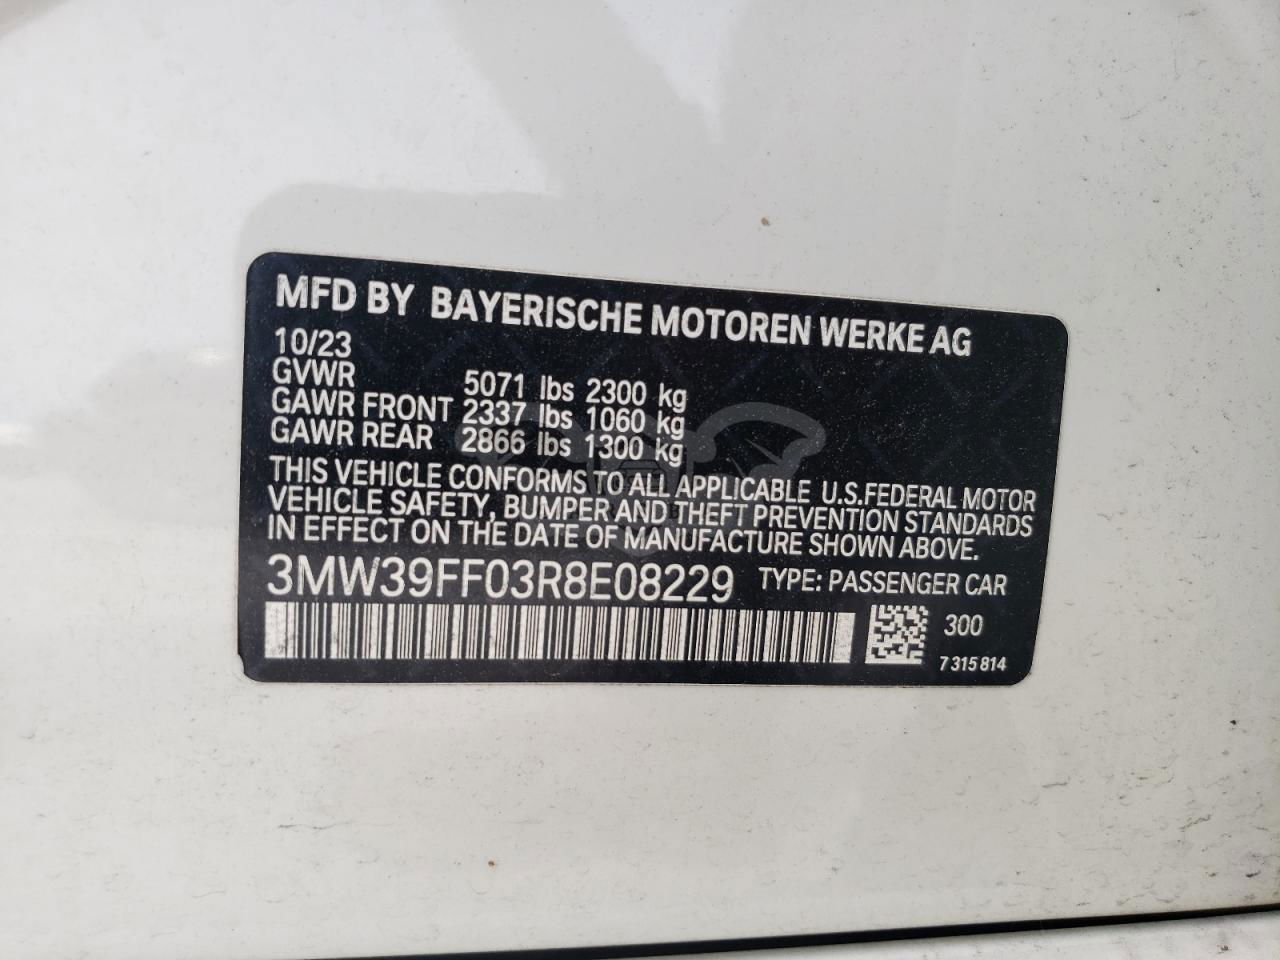 MFD BY BAYERISCHE MOTOREN WERKE AG
10/23
GVWR 5071 lbs 2300 kg
GAWR FRONT 2337 lbs 1060 kg
GAWR REAR 2866 lbs 1300 kg
THIS VEHICLE CONFORMS TO ALL APPLICABLE U.S.FEDERAL MOTOR
VEHICLE SAFETY, BUMPER AND THEFT PREVENTION STANDARDS
IN EFFECT ON THE DATE OF MANUFACTURE SHOWN ABOVE.
3MW39FF03R8E08229 TYPE: PASSENGER CAR
300
7 315 814